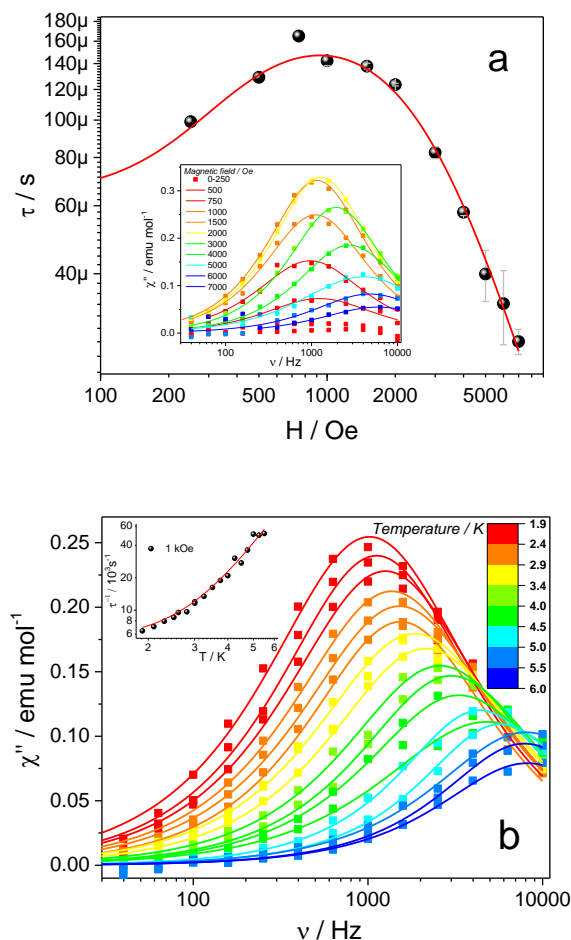 a
180µ
160µ
140µ
120µ
100µ
80µ
60µ
40µ
τ / s
100
200
500
1000
2000
5000
H / Oe
Magnetic field / Oe
0-250
500
750
1000
1500
2000
3000
4000
5000
6000
7000
0.3
0.2
0.1
0.0
χ'' / emu mol⁻¹
100
1000
10000
ν / Hz
b
0.25
0.20
0.15
0.10
0.05
0.00
χ'' / emu mol⁻¹
100
1000
10000
ν / Hz
60
40
20
10
8
6
τ⁻¹ / 10³s⁻¹
1 kOe
2
3
4
5
6
T / K
Temperature / K
1.9
2.4
2.9
3.4
4.0
4.5
5.0
5.5
6.0